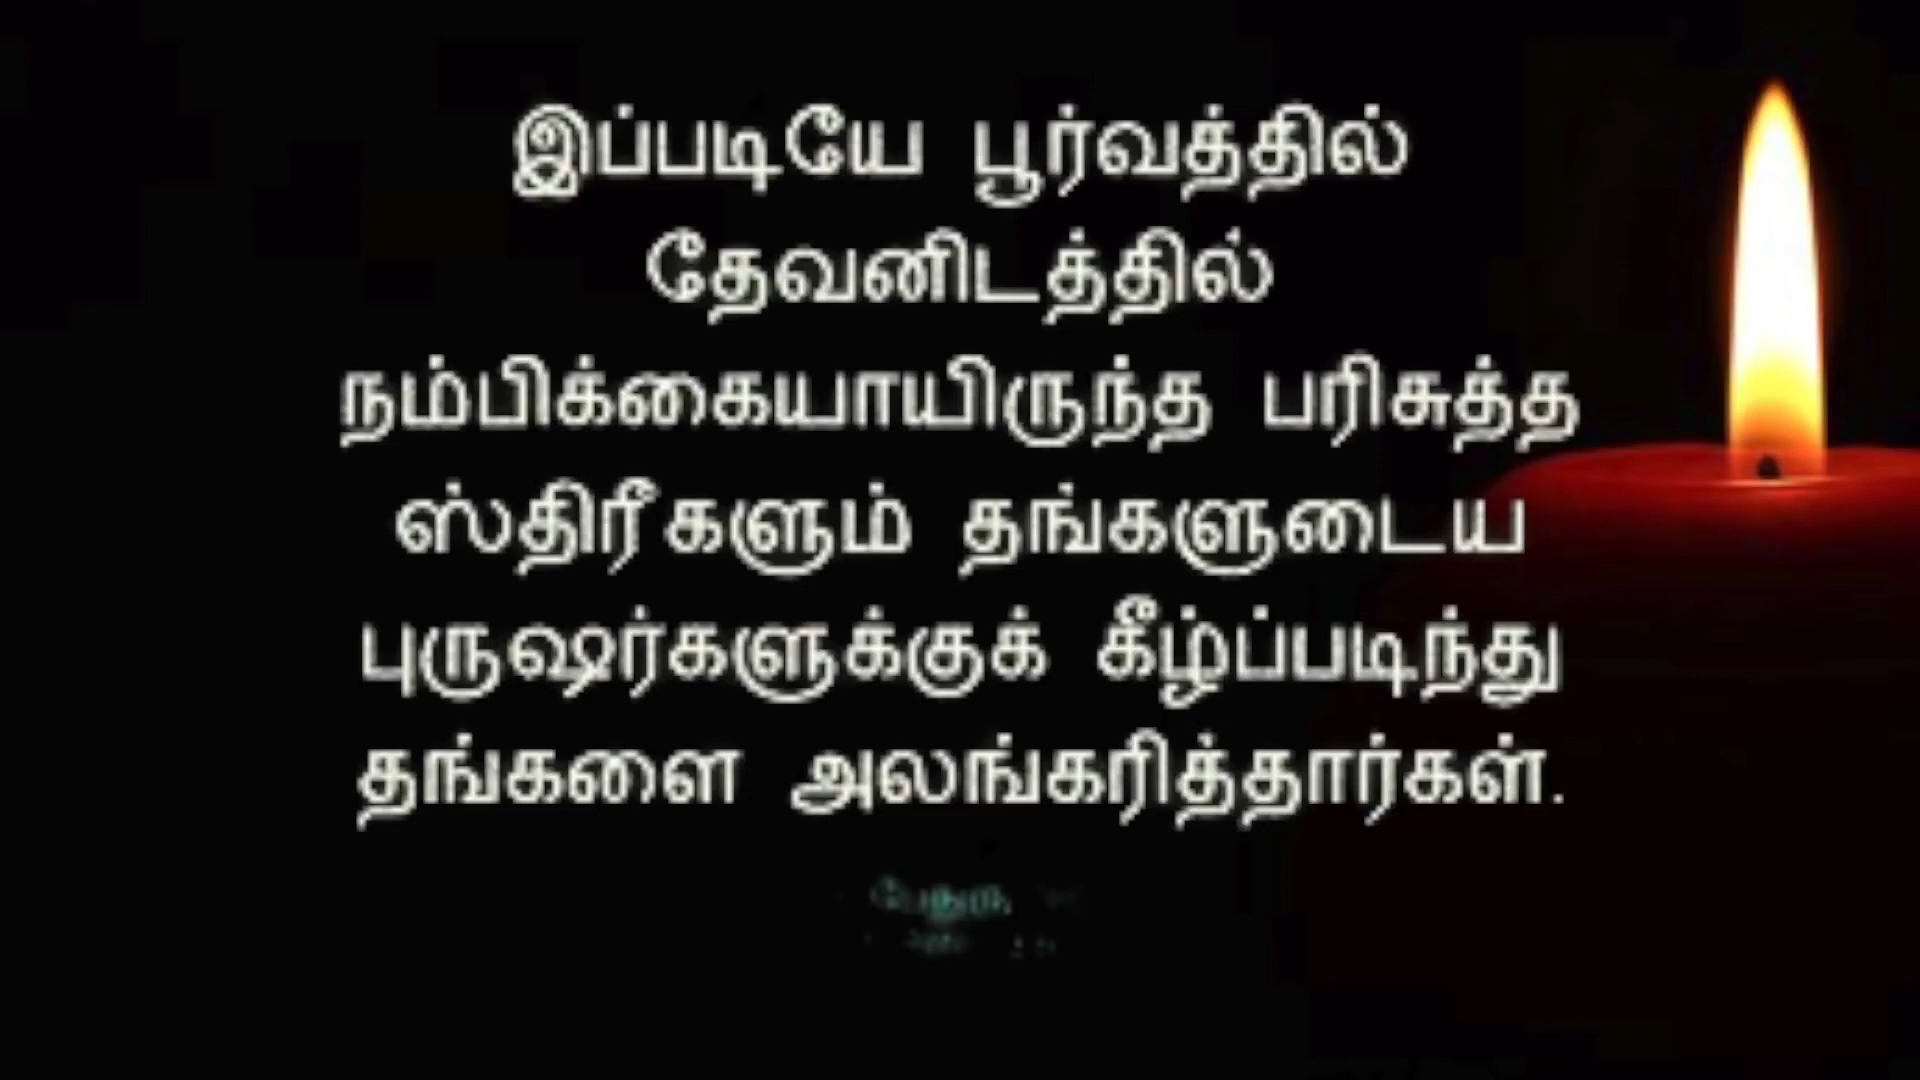 இப்படியே பூர்வத்தில்
தேவனிடத்தில்
நம்பிக்கையாயிருந்த பரிசுத்த
ஸ்திரீகளும் தங்களுடைய
புருஷர்களுக்குக் கீழ்ப்படிந்து
தங்களை அலங்கரித்தார்கள்.